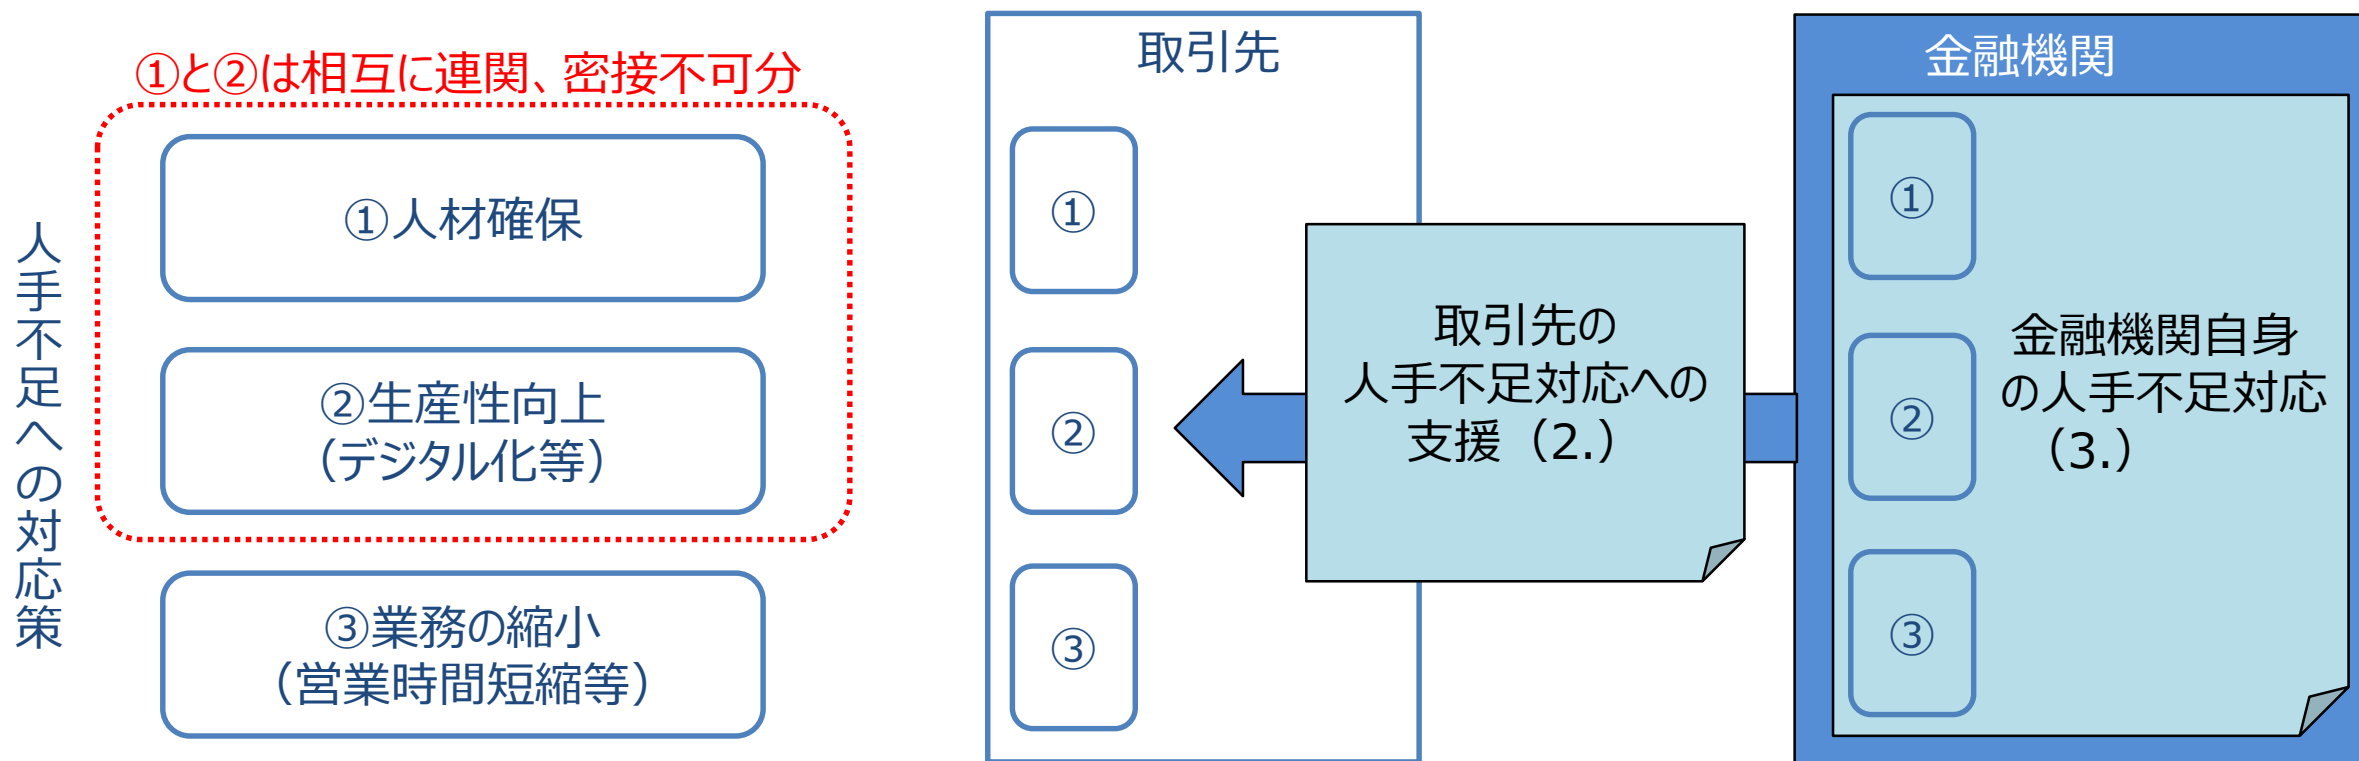 人手不足への対応策
①と②は相互に連関、密接不可分
①人材確保
②生産性向上
（デジタル化等）
③業務の縮小
（営業時間短縮等）
取引先
①
②
③
取引先の
人手不足対応への
支援（2.）
金融機関
①
②
③
金融機関自身
の人手不足対応
（3.）